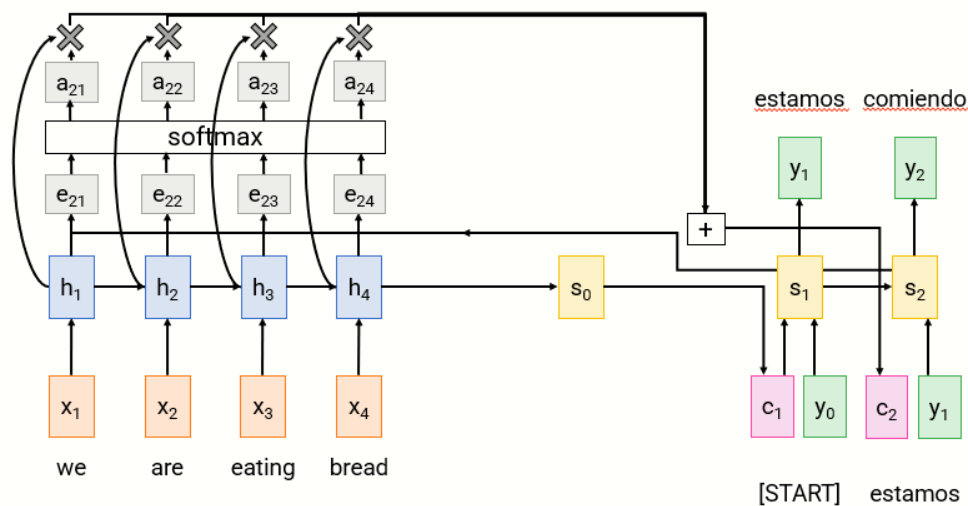 a₂₁ a₂₂ a₂₃ a₂₄
estamos comiendo
softmax
y₁ y₂
e₂₁ e₂₂ e₂₃ e₂₄
+
h₁ h₂ h₃ h₄ s₀ s₁ s₂
x₁ x₂ x₃ x₄ c₁ y₀ c₂ y₁
we are eating bread
[START] estamos